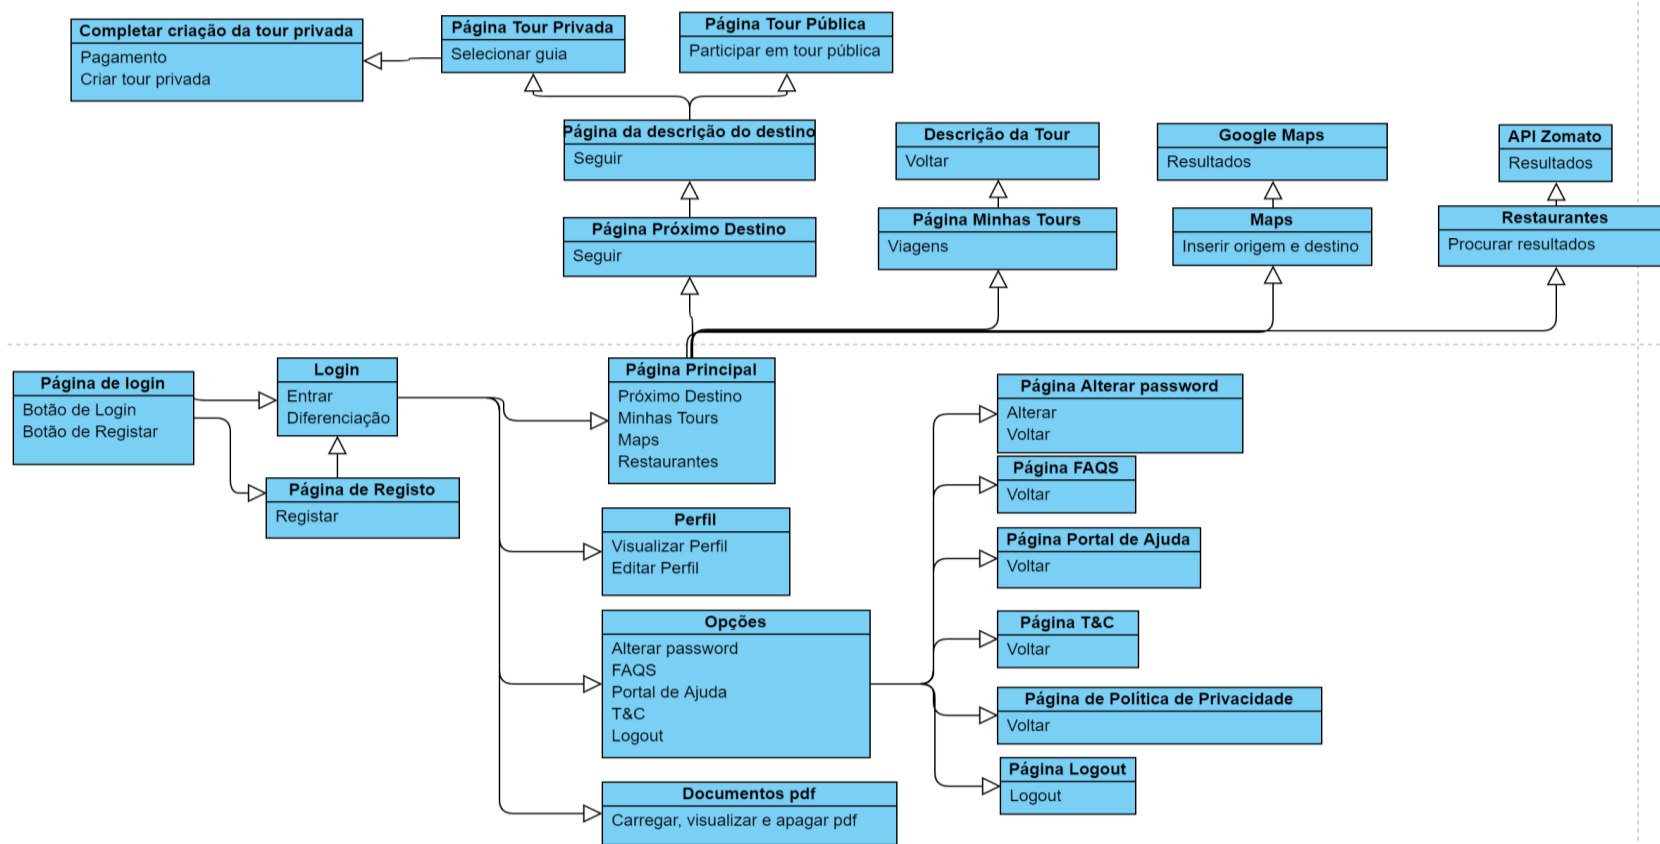 Completar criação da tour privada
Pagamento
Criar tour privada
Página Tour Privada
Selecionar guia
Página Tour Pública
Participar em tour pública
Página da descrição do destino
Seguir
Descrição da Tour
Voltar
Google Maps
Resultados
API Zomato
Resultados
Página Próximo Destino
Seguir
Página Minhas Tours
Viagens
Maps
Inserir origem e destino
Restaurantes
Procurar resultados
Página de login
Botão de Login
Botão de Registar
Login
Entrar
Diferenciação
Página de Registo
Registar
Página Principal
Próximo Destino
Minhas Tours
Maps
Restaurantes
Perfil
Visualizar Perfil
Editar Perfil
Opções
Alterar password
FAQS
Portal de Ajuda
T&C
Logout
Documentos pdf
Carregar, visualizar e apagar pdf
Página Alterar password
Alterar
Voltar
Página FAQS
Voltar
Página Portal de Ajuda
Voltar
Página T&C
Voltar
Página de Política de Privacidade
Voltar
Página Logout
Logout